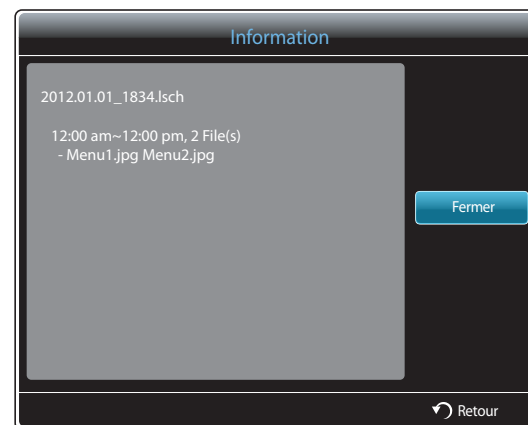 Information
2012.01.01_1834.lsch
12:00 am~12:00 pm, 2 File(s)
- Menu1.jpg Menu2.jpg
Fermer
Retour